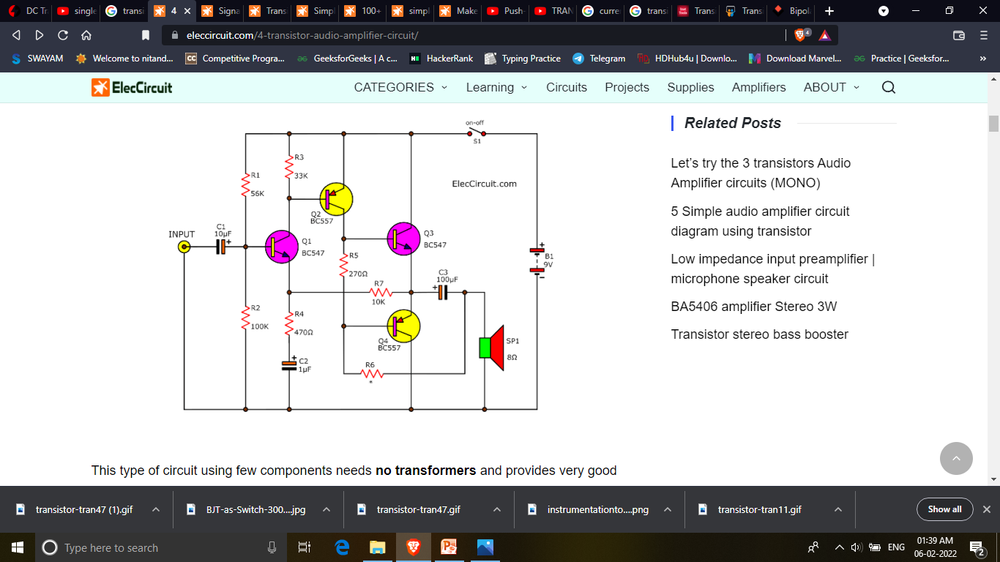 DC Tr
single
transi
4
Signa
Trans
Simpl
100+
simpl
Make
Push-
TRAN
curre
transi
Trans
Trans
Bipol
eleccircuit.com/4-transistor-audio-amplifier-circuit/
4
SWAYAM
Welcome to nitand...
CC
Competitive Progra...
GeeksforGeeks | A c...
HackerRank
Typing Practice
Telegram
HDHub4u | Downlo...
Download Marvel...
Practice | Geeksfor...
»
ElecCircuit
CATEGORIES
Learning
Circuits
Projects
Supplies
Amplifiers
ABOUT
on-off
S1
R3
33K
R1
56K
ElecCircuit.com
Q2
BC557
C1
10µF
+
INPUT
Q1
BC547
Q3
BC547
R5
270Ω
+
B1
9V
-
C3
100µF
+
R7
10K
R2
100K
R4
470Ω
Q4
BC557
SP1
8Ω
+
C2
1µF
R6
*
Related Posts
Let's try the 3 transistors Audio
Amplifier circuits (MONO)
5 Simple audio amplifier circuit
diagram using transistor
Low impedance input preamplifier |
microphone speaker circuit
BA5406 amplifier Stereo 3W
Transistor stereo bass booster
This type of circuit using few components needs no transformers and provides very good
transistor-tran47 (1).gif
BJT-as-Switch-300....jpg
transistor-tran47.gif
instrumentationto....png
transistor-tran11.gif
Show all
Type here to search
ENG
01:39 AM
06-02-2022
2